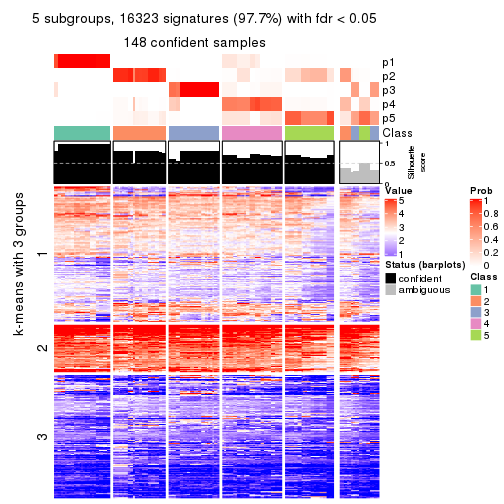 5 subgroups, 16323 signatures (97.7%) with fdr < 0.05
148 confident samples
p1
p2
p3
p4
p5
Class
1
0.5
0
Silhouette
score
k-means with 3 groups
1
2
3
Value
5
4
3
2
1
Status (barplots)
confident
ambiguous
Prob
1
0.8
0.6
0.4
0.2
0
Class
1
2
3
4
5